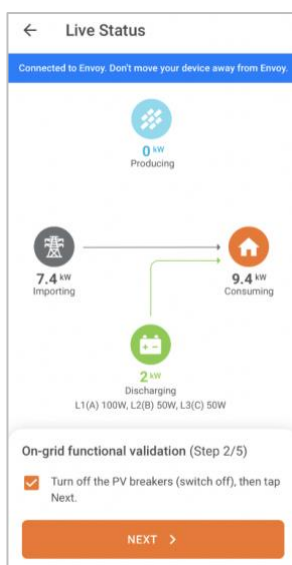 ← Live Status
Connected to Envoy. Don't move your device away from Envoy.
0 kW
Producing
7.4 kW
Importing
9.4 kW
Consuming
2 kW
Discharging
L1(A) 100W, L2(B) 50W, L3(C) 50W
On-grid functional validation (Step 2/5)
Turn off the PV breakers (switch off), then tap
Next.
NEXT >